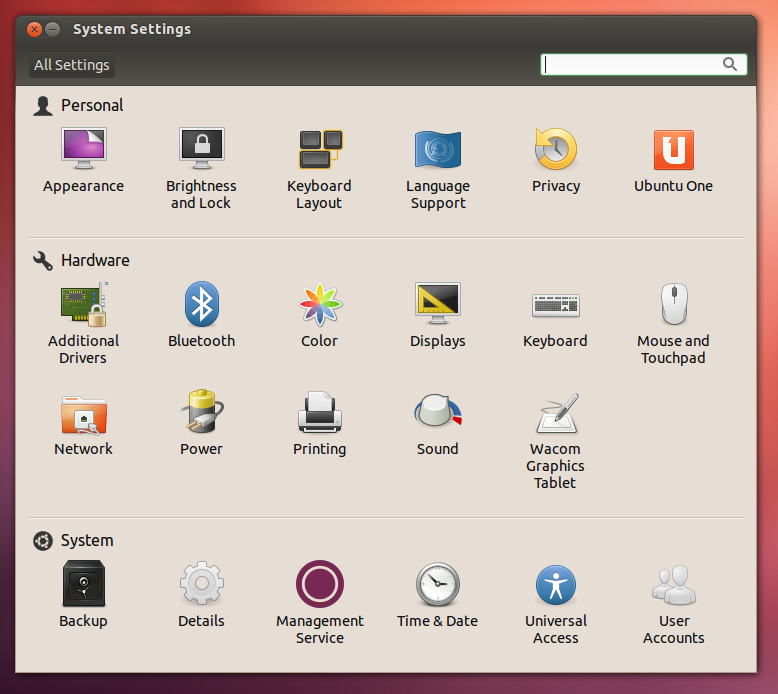 System Settings
All Settings
Personal
Appearance
Brightness
and Lock
Keyboard
Layout
Language
Support
Privacy
Ubuntu One
Hardware
Additional
Drivers
Bluetooth
Color
Displays
Keyboard
Mouse and
Touchpad
Network
Power
Printing
Sound
Wacom
Graphics
Tablet
System
Backup
Details
Management
Service
Time & Date
Universal
Access
User
Accounts